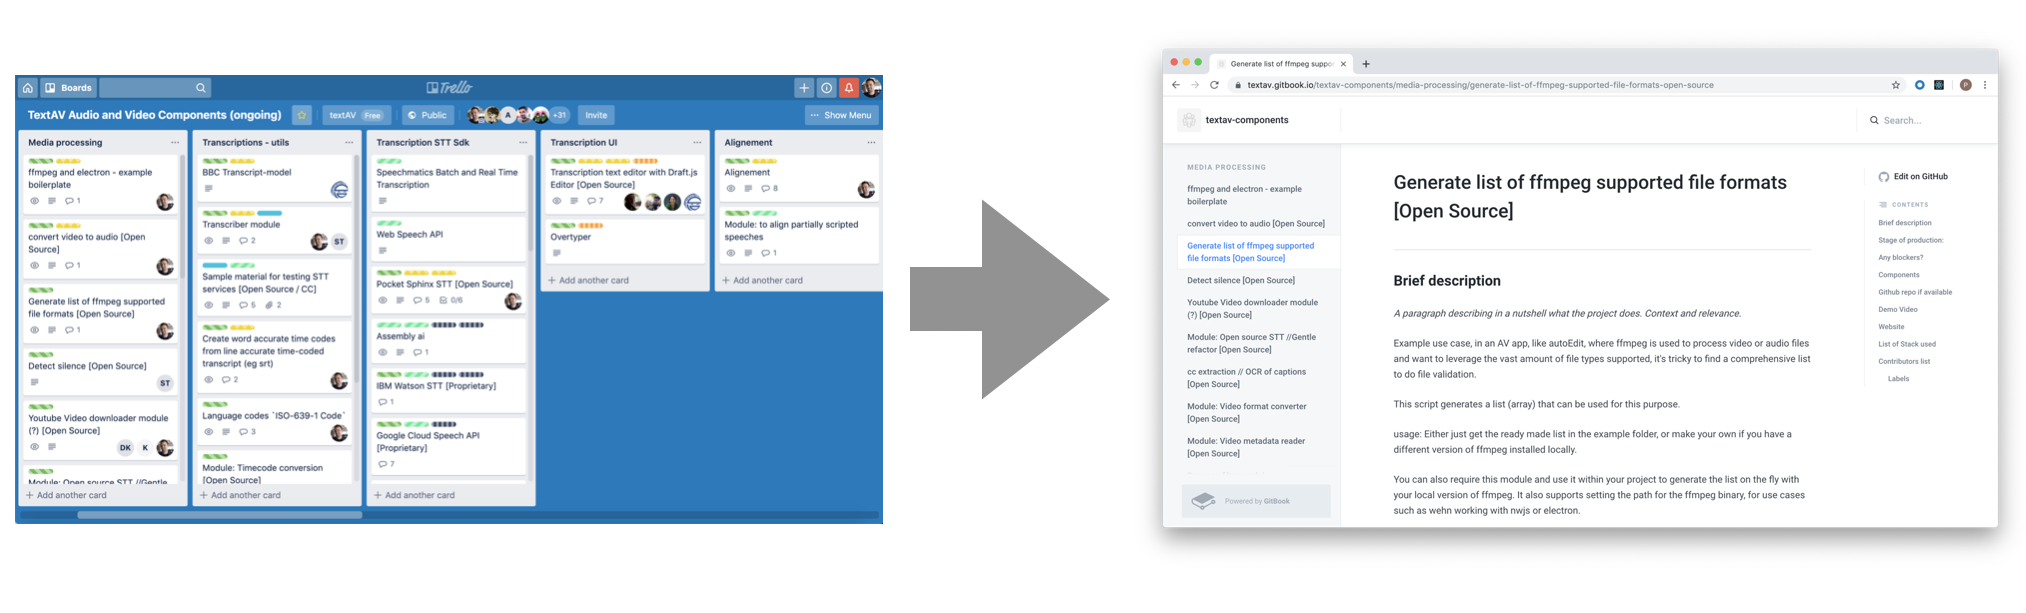 Boards
Trello
TextAV Audio and Video Components (ongoing)
textAV Free
Public
A
+31
Invite
... Show Menu
Media processing
ffmpeg and electron - example
boilerplate
1
convert video to audio [Open
Source]
1
Generate list of ffmpeg supported
file formats [Open Source]
1
Detect silence [Open Source]
ST
Youtube Video downloader module
(?) [Open Source]
DK K
Module: Open source STT //Gentle
+ Add another card
Transcriptions - utils
BBC Transcript-model
Transcriber module
2
ST
Sample material for testing STT
services [Open Source / CC]
5 2
Create word accurate time codes
from line accurate time-coded
transcript (eg srt)
2
Language codes `ISO-639-1 Code`
3
Module: Timecode conversion
[Open Source]
+ Add another card
Transcription STT Sdk
Speechmatics Batch and Real Time
Transcription
Web Speech API
Pocket Sphinx STT [Open Source]
5 0/6
Assembly ai
1
IBM Watson STT [Proprietary]
1
Google Cloud Speech API
[Proprietary]
7
+ Add another card
Transcription UI
Transcription text editor with Draft.js
Editor [Open Source]
7
Overtyper
+ Add another card
Alignement
Alignement
8
Module: to align partially scripted
speeches
1
+ Add another card
Generate list of ffmpeg suppo
textav.gitbook.io/textav-components/media-processing/generate-list-of-ffmpeg-supported-file-formats-open-source
P
textav-components
Search...
MEDIA PROCESSING
ffmpeg and electron - example
boilerplate
convert video to audio [Open Source]
Generate list of ffmpeg supported
file formats [Open Source]
Detect silence [Open Source]
Youtube Video downloader module
(?) [Open Source]
Module: Open source STT //Gentle
refactor [Open Source]
cc extraction // OCR of captions
[Open Source]
Module: Video format converter
[Open Source]
Module: Video metadata reader
[Open Source]
Powered by GitBook
Generate list of ffmpeg supported file formats
[Open Source]
Brief description
A paragraph describing in a nutshell what the project does. Context and relevance.
Example use case, in an AV app, like autoEdit, where ffmpeg is used to process video or audio files
and want to leverage the vast amount of file types supported, it's tricky to find a comprehensive list
to do file validation.
This script generates a list (array) that can be used for this purpose.
usage: Either just get the ready made list in the example folder, or make your own if you have a
different version of ffmpeg installed locally.
You can also require this module and use it within your project to generate the list on the fly with
your local version of ffmpeg. It also supports setting the path for the ffmpeg binary, for use cases
such as wehn working with nwjs or electron.
Edit on GitHub
CONTENTS
Brief description
Stage of production:
Any blockers?
Components
Github repo if available
Demo Video
Website
List of Stack used
Contributors list
Labels